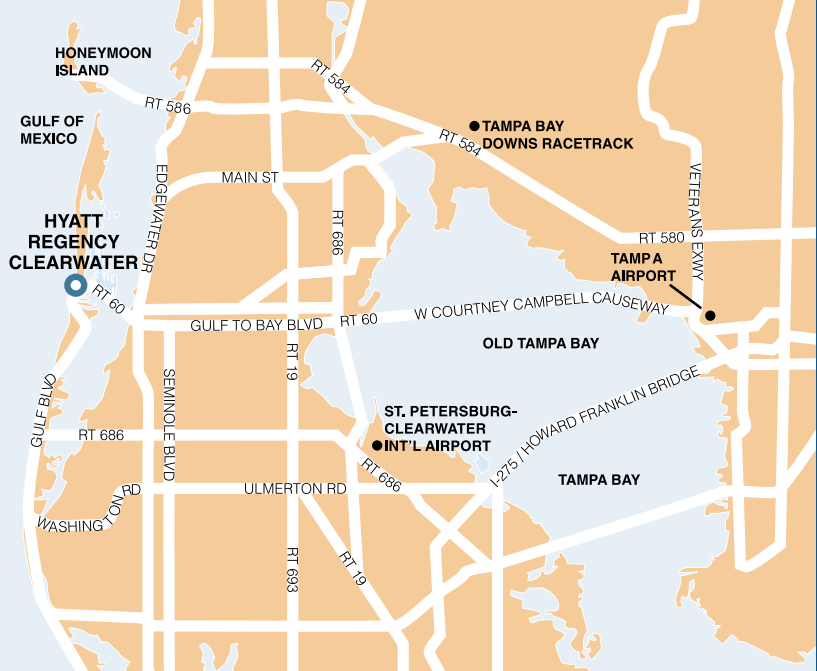 HONEYMOON
ISLAND
RT 584
RT 586
GULF OF
MEXICO
TAMPA BAY
DOWNS RACETRACK
RT 584
MAIN ST
EDGEWATER DR
VETERANS EXWY
HYATT
REGENCY
CLEARWATER
RT 686
RT 580
TAMPA
AIRPORT
RT 60
W COURTNEY CAMPBELL CAUSEWAY
GULF TO BAY BLVD
RT 60
OLD TAMPA BAY
RT 19
SEMINOLE BLVD
GULF BLVD
I-275 / HOWARD FRANKLIN BRIDGE
ST. PETERSBURG-
CLEARWATER
INT'L AIRPORT
RT 686
RT 686
TAMPA BAY
ULMERTON RD
WASHINGTON RD
RT 693
RT 19